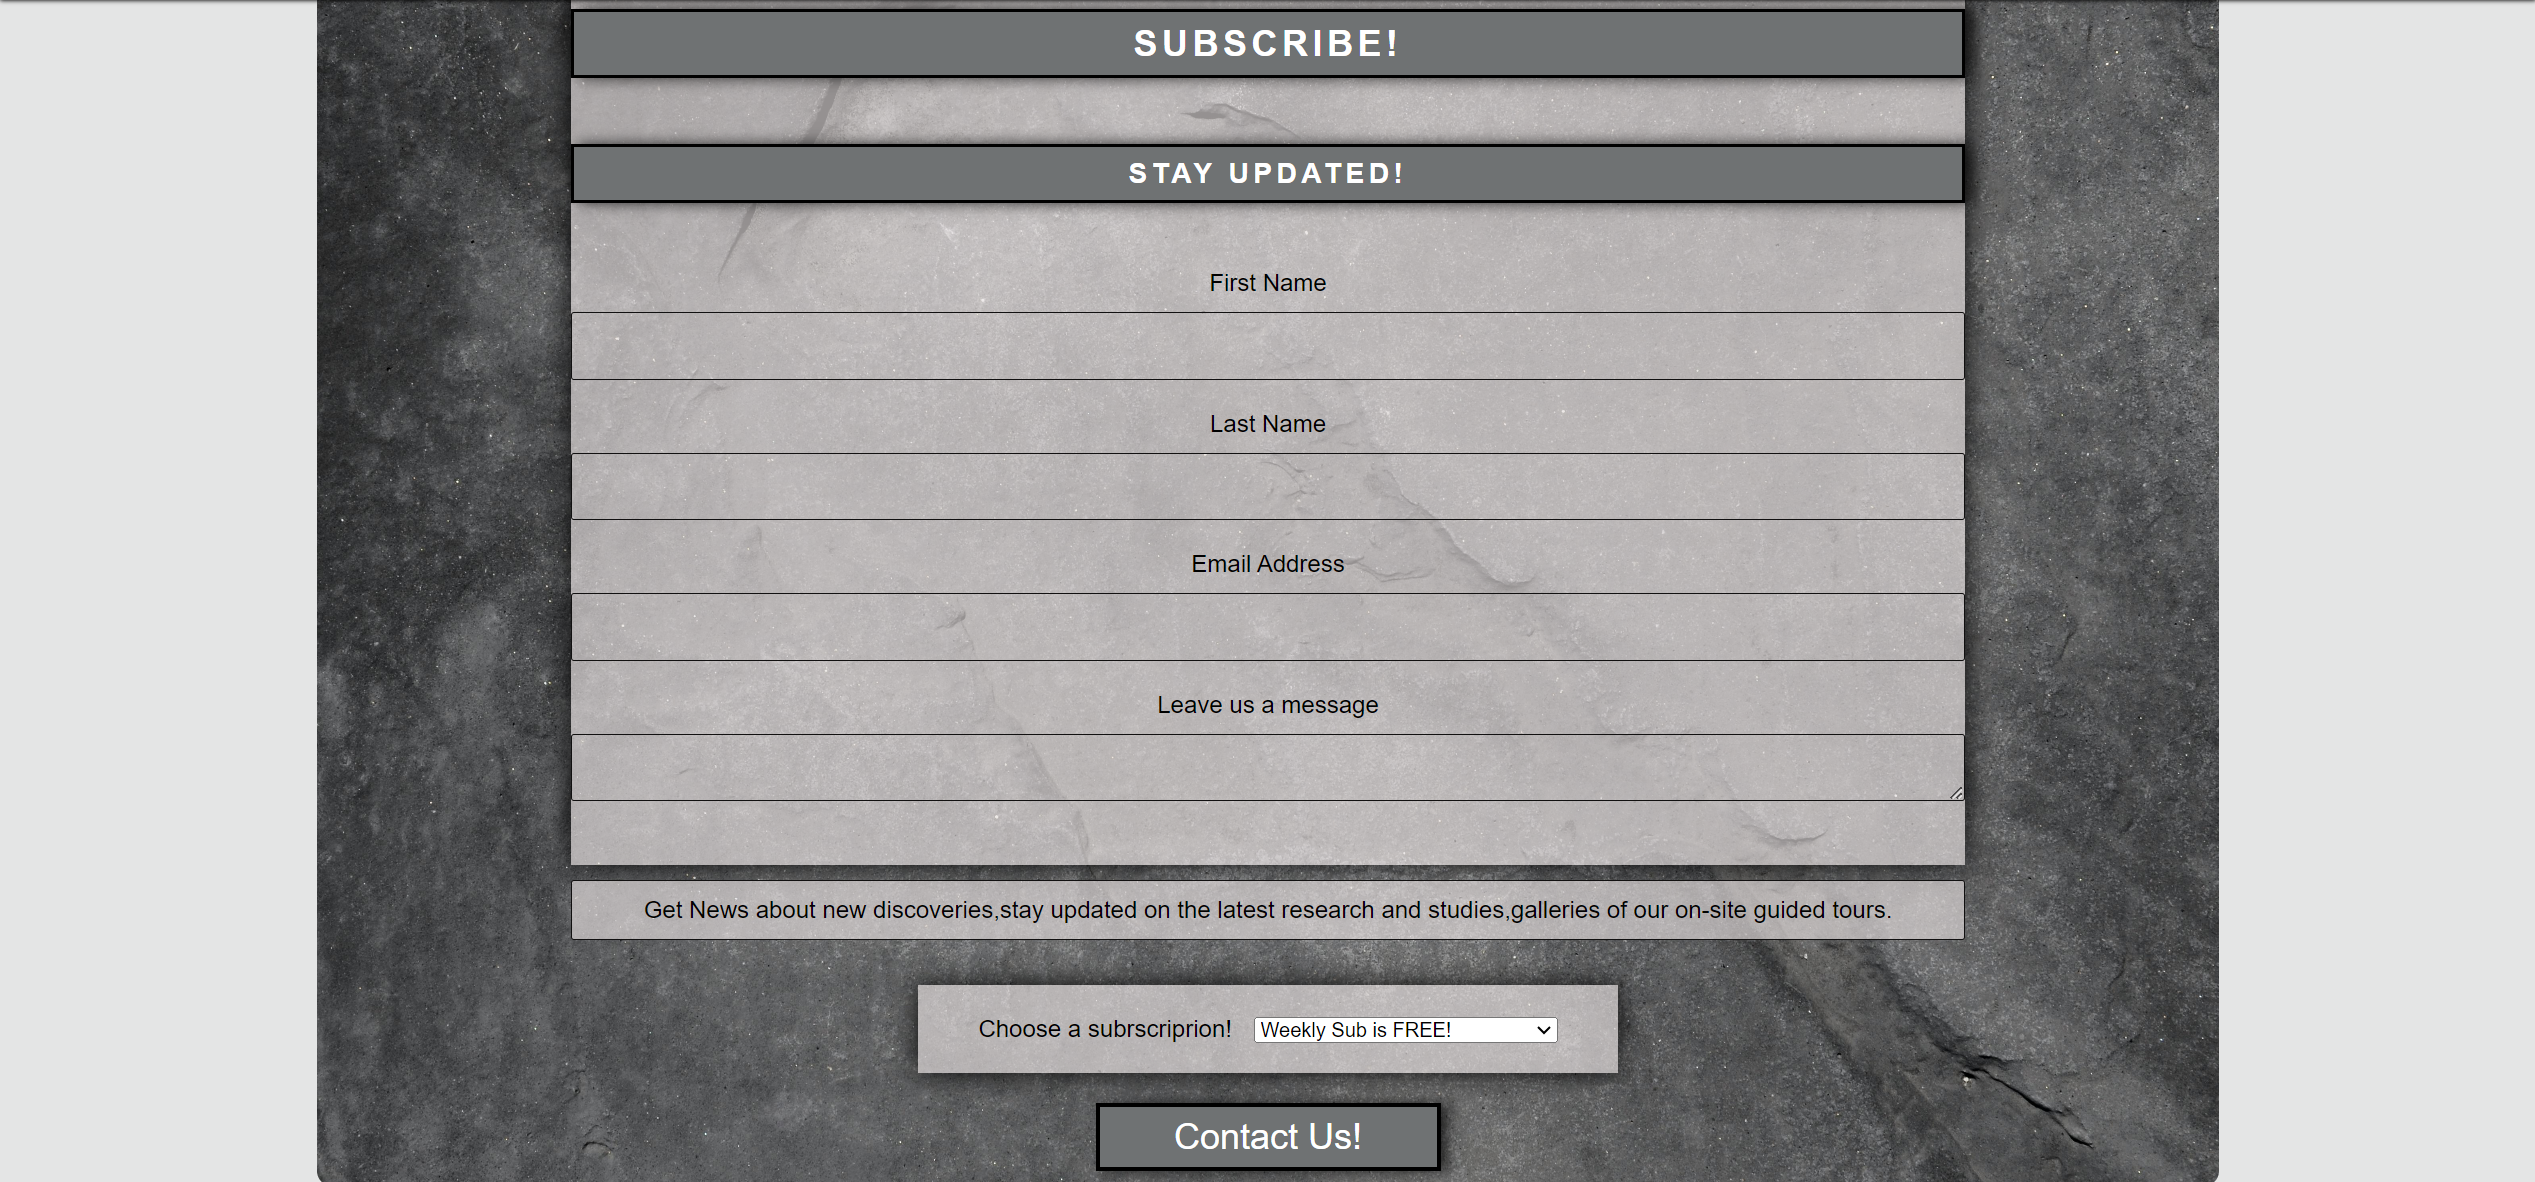 SUBSCRIBE!
STAY UPDATED!
First Name
Last Name
Email Address
Leave us a message
Get News about new discoveries,stay updated on the latest research and studies,galleries of our on-site guided tours.
Choose a subrscriprion! Weekly Sub is FREE!
Contact Us!